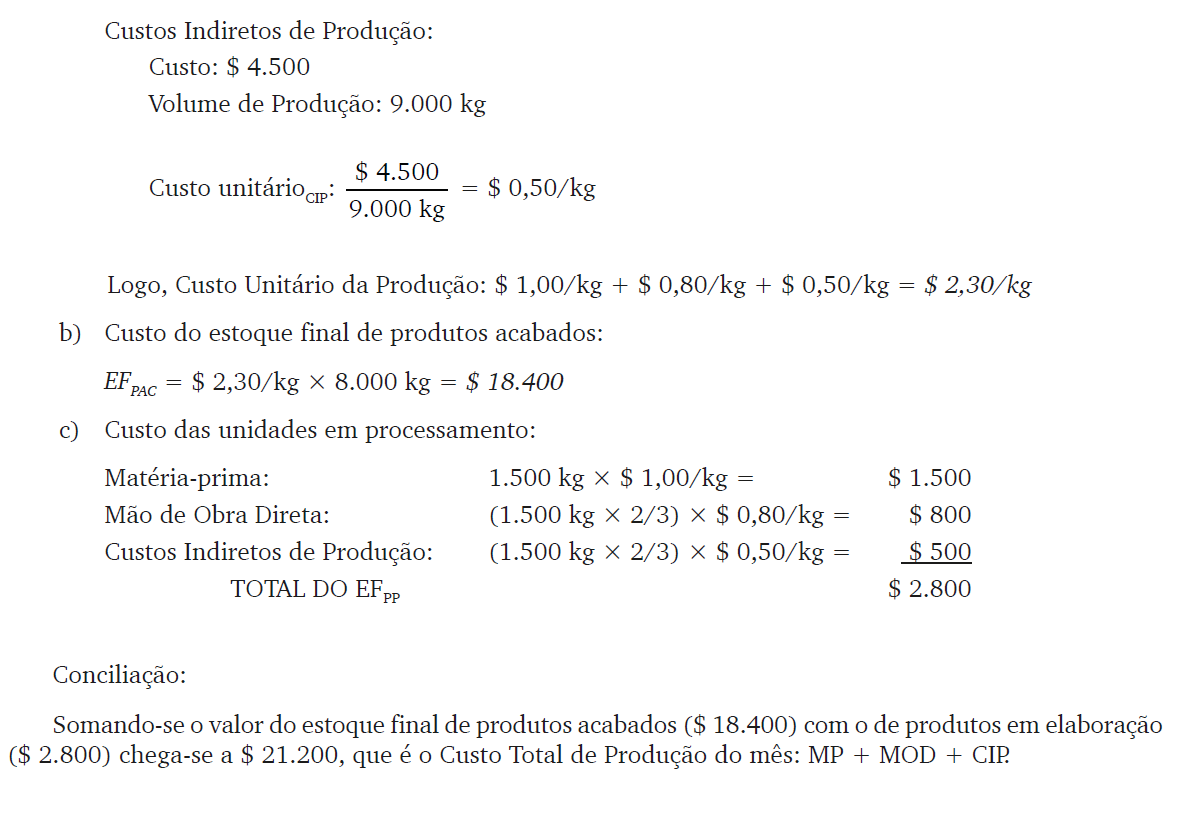 Custos Indiretos de Produção:
Custo: $ 4.500
Volume de Produção: 9.000 kg
Custo unitário CIP: $ 4.500 / 9.000 kg = $ 0,50/kg
Logo, Custo Unitário da Produção: $ 1,00/kg + $ 0,80/kg + $ 0,50/kg = $ 2,30/kg
b) Custo do estoque final de produtos acabados:
EF PAC = $ 2,30/kg × 8.000 kg = $ 18.400
c) Custo das unidades em processamento:
Matéria-prima: 1.500 kg × $ 1,00/kg = $ 1.500
Mão de Obra Direta: (1.500 kg × 2/3) × $ 0,80/kg = $ 800
Custos Indiretos de Produção: (1.500 kg × 2/3) × $ 0,50/kg = $ 500
TOTAL DO EF PP $ 2.800
Conciliação:
Somando-se o valor do estoque final de produtos acabados ($ 18.400) com o de produtos em elaboração
($ 2.800) chega-se a $ 21.200, que é o Custo Total de Produção do mês: MP + MOD + CIP.